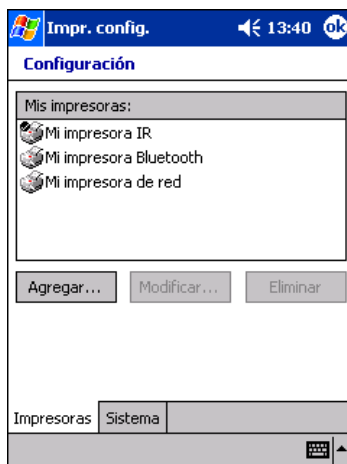 Impr. config. 13:40 ok
Configuración
Mis impresoras:
Mi impresora IR
Mi impresora Bluetooth
Mi impresora de red
Agregar... Modificar... Eliminar
Impresoras Sistema